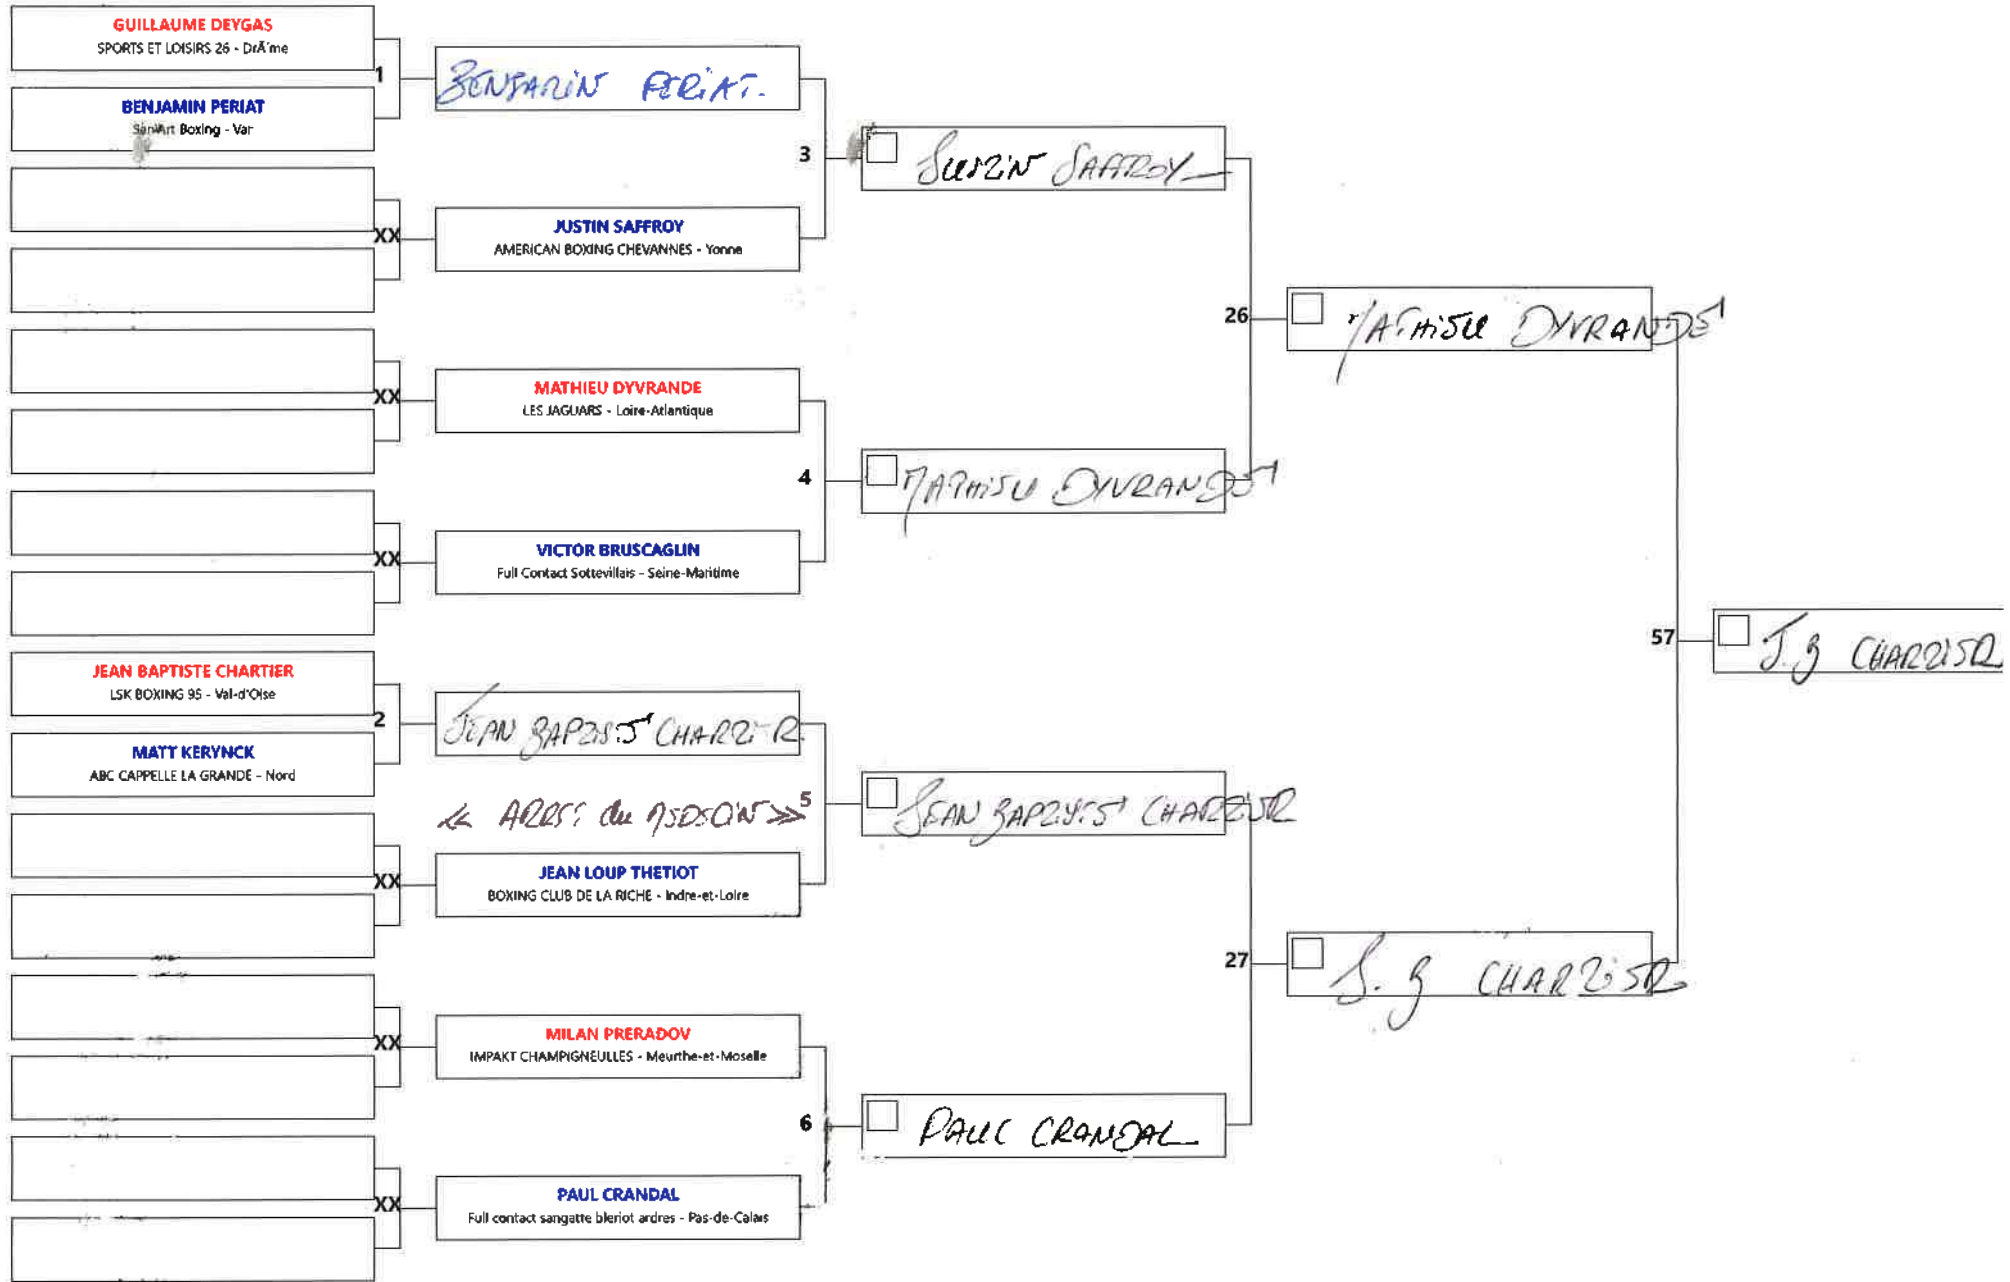 GUILLAUME DEYGAS
SPORTS ET LOISIRS 26 - DrÃ´me
1
BENJAMIN PERIAT
BENJAMIN PERIAT.
San'Art Boxing - Var
3
JUSTIN SAFFROY
XX
JUSTIN SAFFROY
AMERICAN BOXING CHEVANNES - Yonne
26
MATHIEU DYVRANDE
XX
MATHIEU DYVRANDE
LES JAGUARS - Loire-Atlantique
4
MATHIEU DYVRANDE
XX
VICTOR BRUSCAGLIN
Full Contact Sottevillais - Seine-Maritime
57
J.B CHARTIER
JEAN BAPTISTE CHARTIER
LSK BOXING 95 - Val-d'Oise
2
JEAN BAPTISTE CHARTIER
MATT KERYNCK
ABC CAPPELLE LA GRANDE - Nord
<< ARRET du MEDECIN >>
5
JEAN BAPTISTE CHARTIER
XX
JEAN LOUP THETIOT
BOXING CLUB DE LA RICHE - Indre-et-Loire
27
J.B CHARTIER
XX
MILAN PRERADOV
IMPAKT CHAMPIGNEULLES - Meurthe-et-Moselle
6
PAUL CRANDAL
XX
PAUL CRANDAL
Full contact sangatte bleriot ardres - Pas-de-Calais